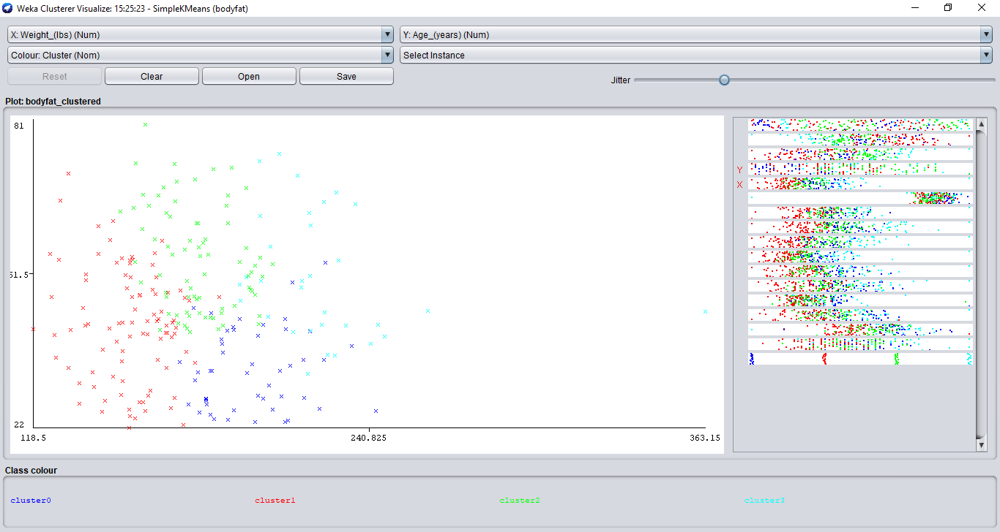 Weka Clusterer Visualize: 15:25:23 - SimpleKMeans (bodyfat)
X: Weight_(lbs) (Num) Y: Age_(years) (Num)
Colour: Cluster (Nom) Select Instance
Reset Clear Open Save Jitter
Plot: bodyfat_clustered
81
Y
X
51.5
22
118.5 240.825 363.15
Class colour
cluster0 cluster1 cluster2 cluster3